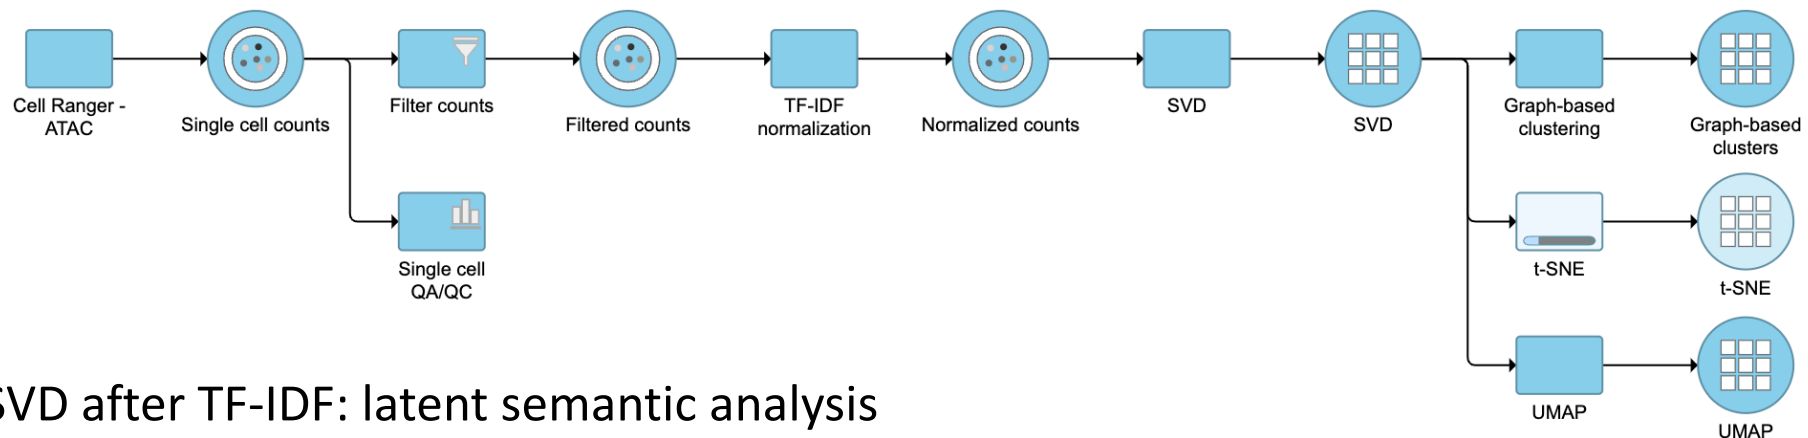 Cell Ranger -
ATAC
Single cell counts
Filter counts
Filtered counts
TF-IDF
normalization
Normalized counts
SVD
SVD
Graph-based
clustering
Graph-based
clusters
Single cell
QA/QC
t-SNE
t-SNE
UMAP
UMAP
SVD after TF-IDF: latent semantic analysis